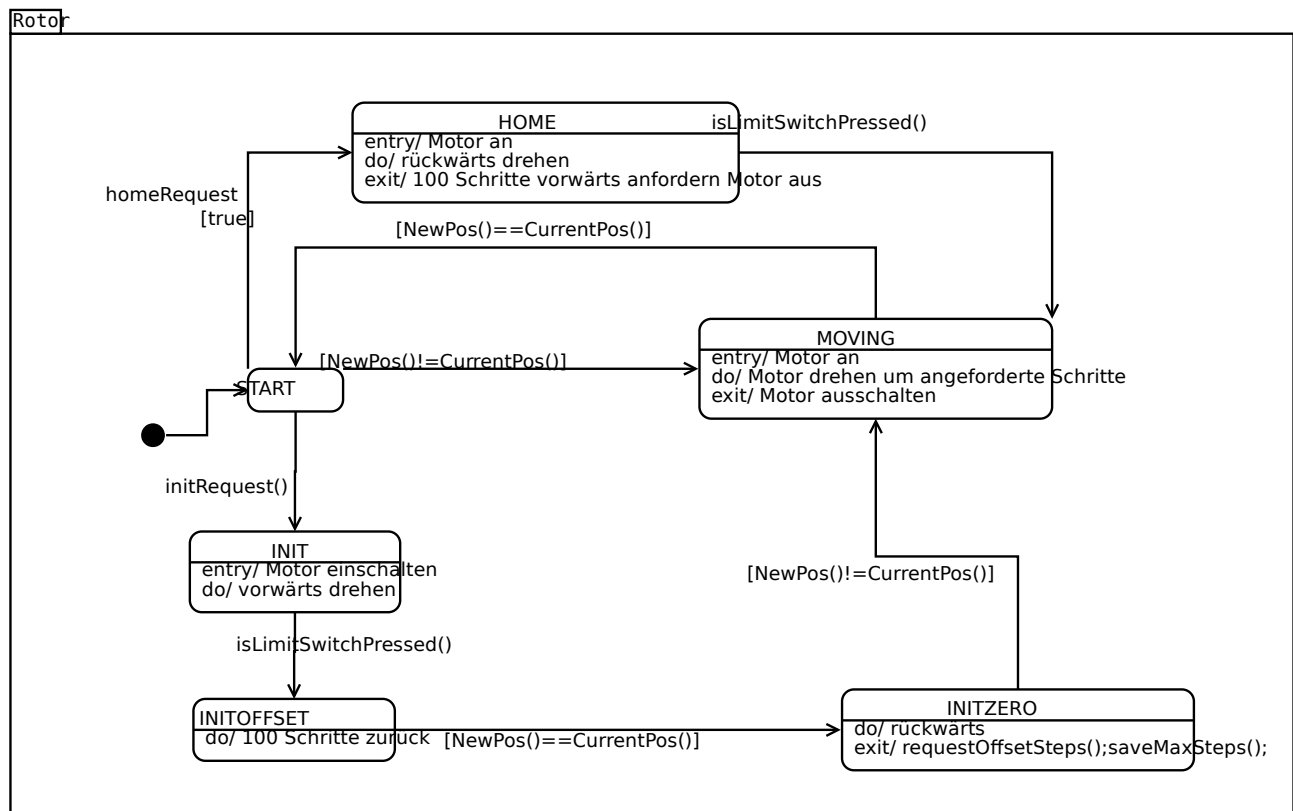 Rotor
HOME
entry/ Motor an
do/ rückwärts drehen
exit/ 100 Schritte vorwärts anfordern Motor aus
isLimitSwitchPressed()
homeRequest
[true]
[NewPos()==CurrentPos()]
MOVING
entry/ Motor an
do/ Motor drehen um angeforderte Schritte
exit/ Motor ausschalten
[NewPos()!=CurrentPos()]
START
initRequest()
INIT
entry/ Motor einschalten
do/ vorwärts drehen
[NewPos()!=CurrentPos()]
isLimitSwitchPressed()
INITOFFSET
do/ 100 Schritte zurück
[NewPos()==CurrentPos()]
INITZERO
do/ rückwärts
exit/ requestOffsetSteps();saveMaxSteps();